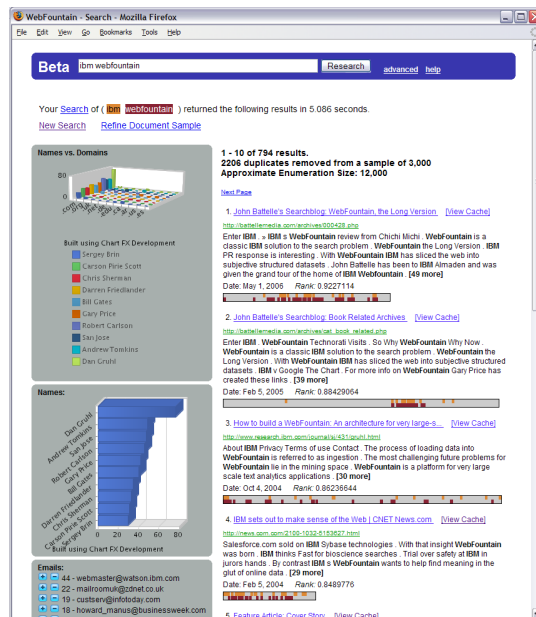 WebFountain - Search - Mozilla Firefox
File Edit View Go Bookmarks Tools Help
Beta ibm webfountain Research advanced help
Your Search of ( ibm webfountain ) returned the following results in 5.086 seconds.
New Search Refine Document Sample
Names vs. Domains
80
0
.com
.org
.uk
.net
.de
.edu
.ca
.ar
.us
.es
Built using Chart FX Development
Sergey Brin
Carson Pirie Scott
Chris Sherman
Darren Friedlander
Bill Gates
Gary Price
Robert Carlson
San Jose
Andrew Tomkins
Dan Gruhl
Names:
Dan Gruhl
Andrew Tomkins
San Jose
Robert Carlson
Gary Price
Bill Gates
Darren Friedlander
Chris Sherman
Carson Pirie Scott
Sergey Brin
0 20 40 60 80
Built using Chart FX Development
Emails:
44 - webmaster@watson.ibm.com
22 - mailroomuk@zdnet.co.uk
19 - custserv@infotoday.com
18 - howard_manus@businessweek.com
1 - 10 of 794 results.
2206 duplicates removed from a sample of 3,000
Approximate Enumeration Size: 12,000
Next Page
1. John Battelle's Searchblog: WebFountain, the Long Version [View Cache]
http://battellemedia.com/archives/000428.php
Enter IBM . » IBM s WebFountain review from Chichi Michi . WebFountain is a
classic IBM solution to the search problem . WebFountain the Long Version . IBM
PR response is interesting . With WebFountain IBM has sliced the web into
subjective structured datasets . John Battelle has been to IBM Almaden and was
given the grand tour of the home of IBM Webfountain . [49 more]
Date: May 1, 2006 Rank: 0.9227114
2. John Battelle's Searchblog: Book Related Archives [View Cache]
http://battellemedia.com/archives/cat_book_related.php
Enter IBM . WebFountain Technorati Visits . So Why WebFountain Why Now .
WebFountain is a classic IBM solution to the search problem . WebFountain the
Long Version . With WebFountain IBM has sliced the web into subjective structured
datasets . IBM v Google The Chart . For more info on WebFountain Gary Price has
created these links . [39 more]
Date: Feb 5, 2005 Rank: 0.88429064
3. How to build a WebFountain: An architecture for very large-s... [View Cache]
http://www.research.ibm.com/journal/sj/431/gruhl.html
About IBM Privacy Terms of use Contact . The process of loading data into
WebFountain is referred to as ingestion . The most challenging future problems for
WebFountain lie in the mining space . WebFountain is a platform for very large
scale text analytics applications . [30 more]
Date: Oct 4, 2004 Rank: 0.86236644
4. IBM sets out to make sense of the Web | CNET News.com [View Cache]
http://news.com.com/2100-1032-5153627.html
Salesforce.com sold on IBM Sybase technologies . With that insight WebFountain
was born . IBM thinks Fast for bioscience searches . Trial over safety at IBM in
jurors hands . By contrast IBM s WebFountain wants to help find meaning in the
glut of online data . [29 more]
Date: Feb 5, 2004 Rank: 0.8489776
5. Feature Article: Cover Story [View Cache]